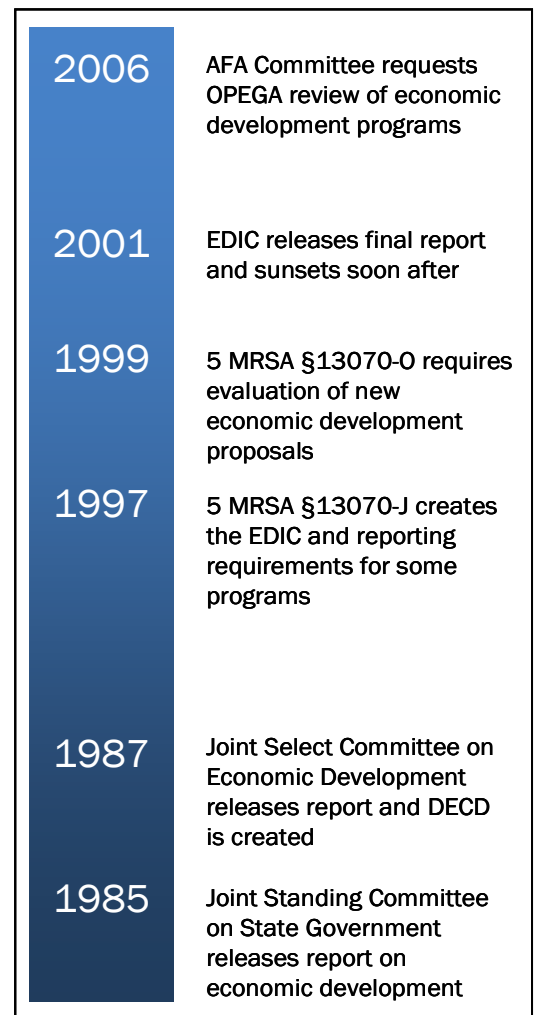 2006
AFA Committee requests
OPEGA review of economic
development programs
2001
EDIC releases final report
and sunsets soon after
1999
5 MRSA §13070-O requires
evaluation of new
economic development
proposals
1997
5 MRSA §13070-J creates
the EDIC and reporting
requirements for some
programs
1987
Joint Select Committee on
Economic Development
releases report and DECD
is created
1985
Joint Standing Committee
on State Government
releases report on
economic development